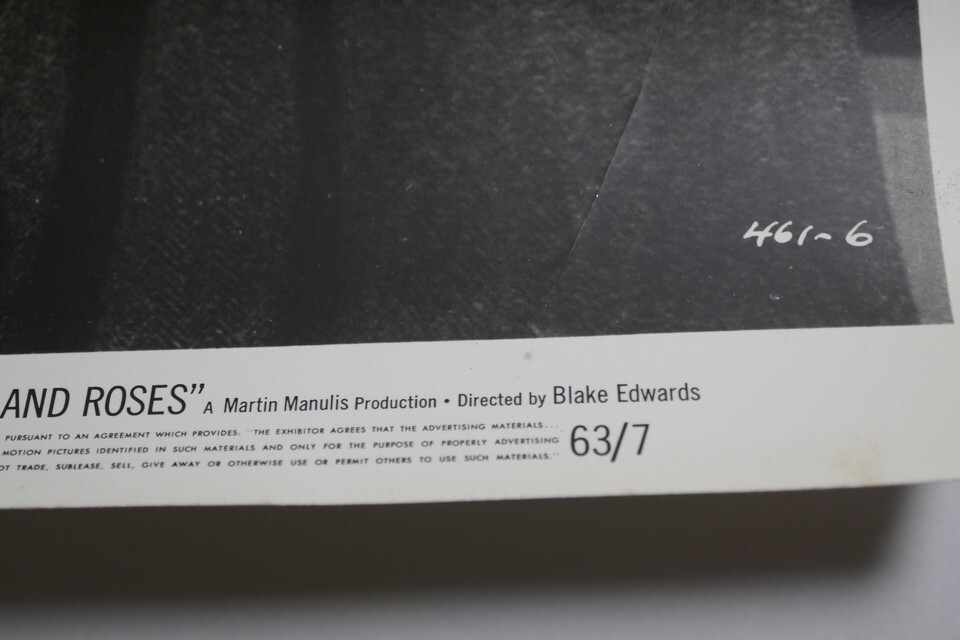 461-6
AND ROSES” A Martin Manulis Production • Directed by Blake Edwards
PURSUANT TO AN AGREEMENT WHICH PROVIDES: “THE EXHIBITOR AGREES THAT THE ADVERTISING MATERIALS...
MOTION PICTURES IDENTIFIED IN SUCH MATERIALS AND ONLY FOR THE PURPOSE OF PROPERLY ADVERTISING
OT TRADE, SUBLEASE, SELL, GIVE AWAY OR OTHERWISE USE OR PERMIT OTHERS TO USE SUCH MATERIALS.”
63/7